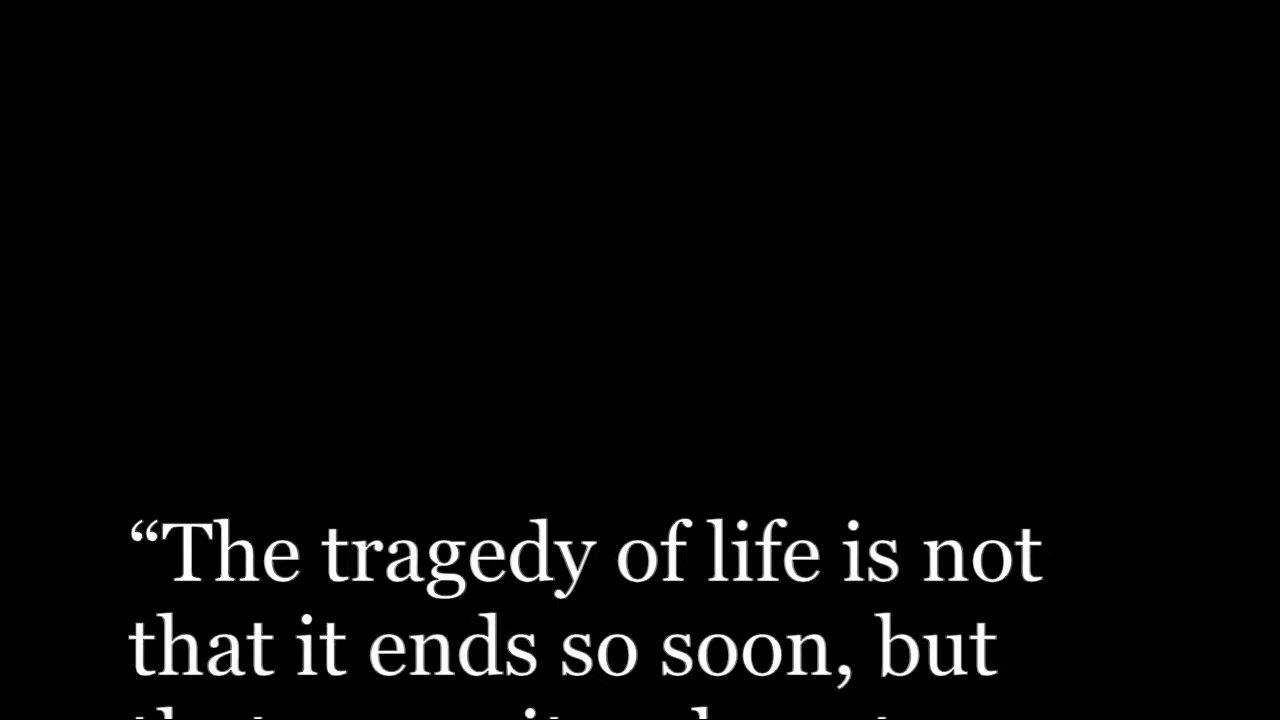 “The tragedy of life is not
that it ends so soon, but